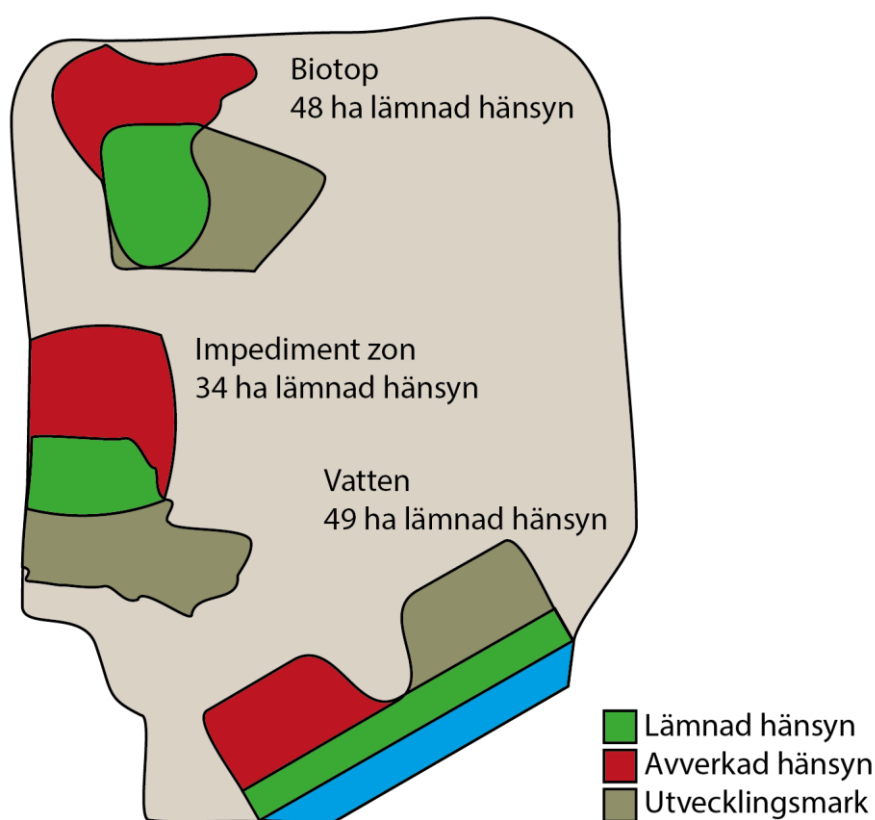 Biotop
48 ha lämnad hänsyn
Impediment zon
34 ha lämnad hänsyn
Vatten
49 ha lämnad hänsyn
Lämnad hänsyn
Avverkad hänsyn
Utvecklingsmark